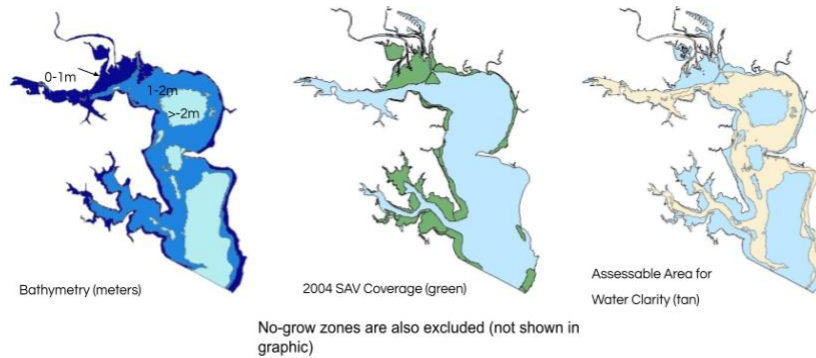 0-1m
1-2m
>-2m
Bathymetry (meters)
2004 SAV Coverage (green)
Assessable Area for
Water Clarity (tan)
No-grow zones are also excluded (not shown in
graphic)